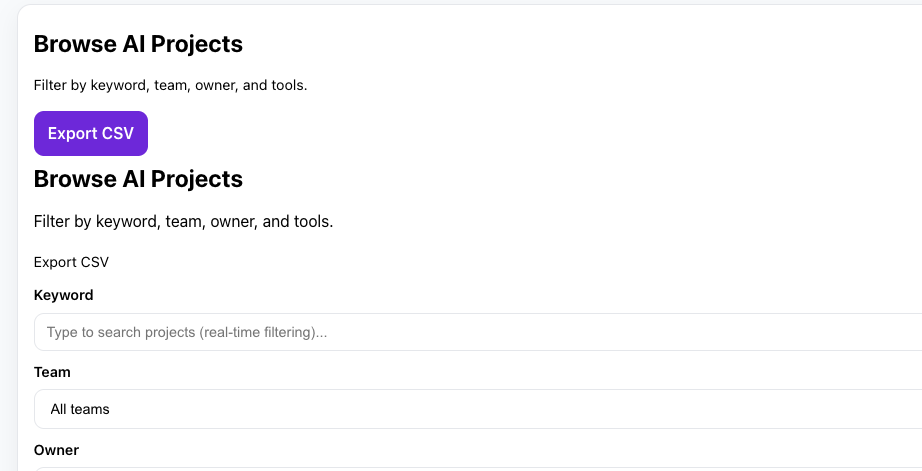 Browse AI Projects
Filter by keyword, team, owner, and tools.
Export CSV
Browse AI Projects
Filter by keyword, team, owner, and tools.
Export CSV
Keyword
Type to search projects (real-time filtering)...
Team
All teams
Owner